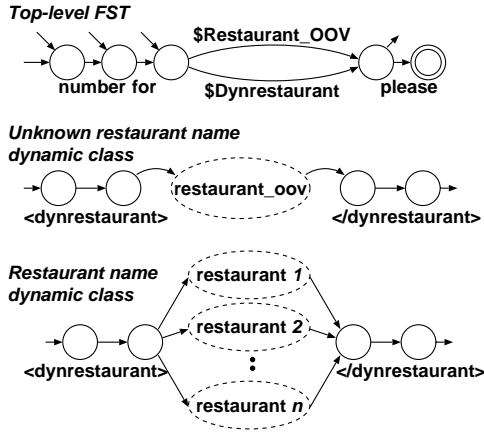 Top-level FST
$Restaurant_OOV
number for
$Dynrestaurant
please
Unknown restaurant name
dynamic class
restaurant_oov
<dynrestaurant>
</dynrestaurant>
Restaurant name
dynamic class
restaurant 1
restaurant 2
<dynrestaurant>
</dynrestaurant>
restaurant n